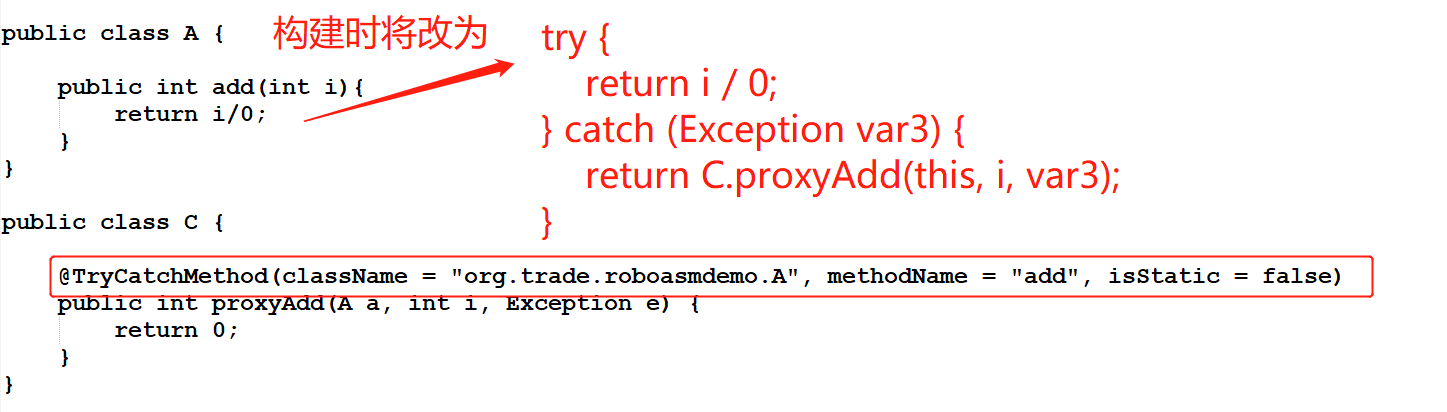 public class A {
构建时将改为
public int add(int i){
return i/0;
}
}
try {
return i / 0;
} catch (Exception var3) {
return C.proxyAdd(this, i, var3);
}
public class C {
@TryCatchMethod(className = "org.trade.roboasmdemo.A", methodName = "add", isStatic = false)
public int proxyAdd(A a, int i, Exception e) {
return 0;
}
}